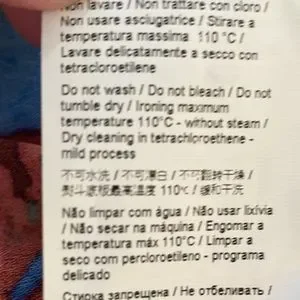 Non lavare / Non trattare con cloro /
Non usare asciugatrice / Stirare a
temperatura massima 110 °C /
Lavare delicatamente a secco con
tetracloroetilene
Do not wash / Do not bleach / Do not
tumble dry / Ironing maximum
temperature 110°C - without steam /
Dry cleaning in tetrachloroethene -
mild process
不可水洗 / 不可漂白 / 不可翻转干燥 /
熨斗底板最高温度 110℃ / 缓和干洗
Não limpar com água / Não usar lixívia
/ Não secar na máquina / Engomar a
temperatura máx 110°C / Limpar a
seco com percloroetileno - programa
delicado
Стирка запрещена / Не отбеливать /